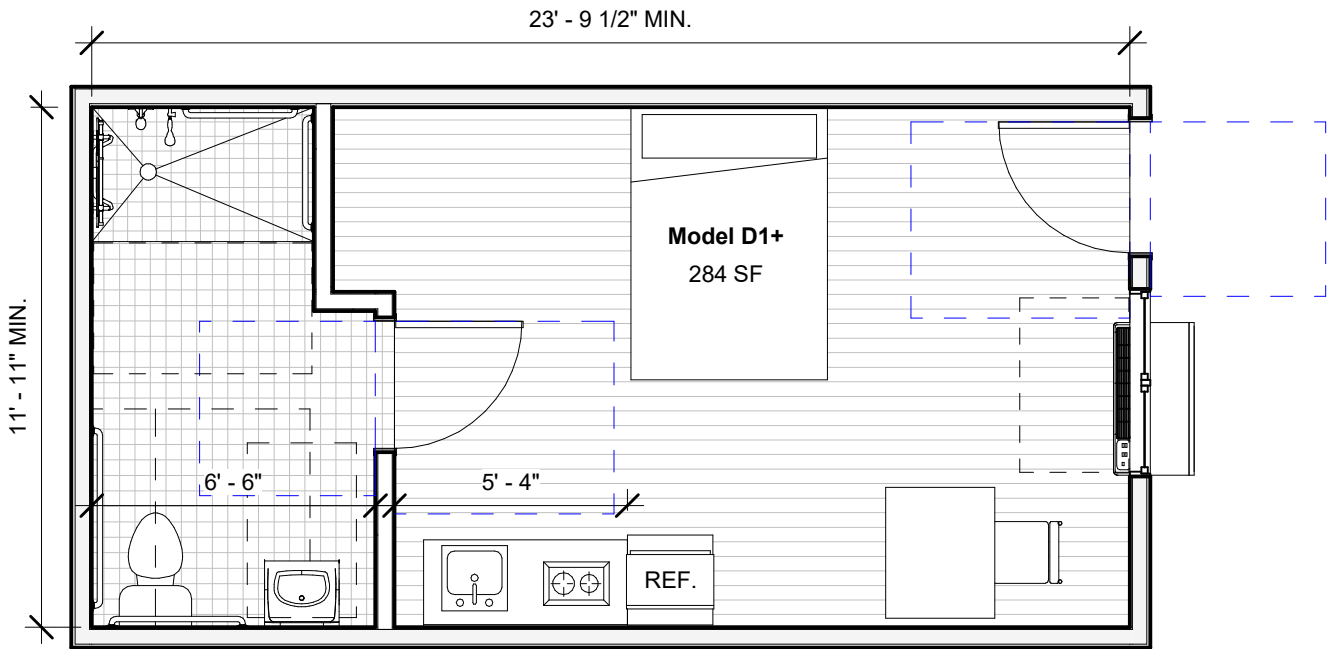 23' - 9 1/2" MIN.
11' - 11" MIN.
Model D1+
284 SF
6' - 6"
5' - 4"
REF.